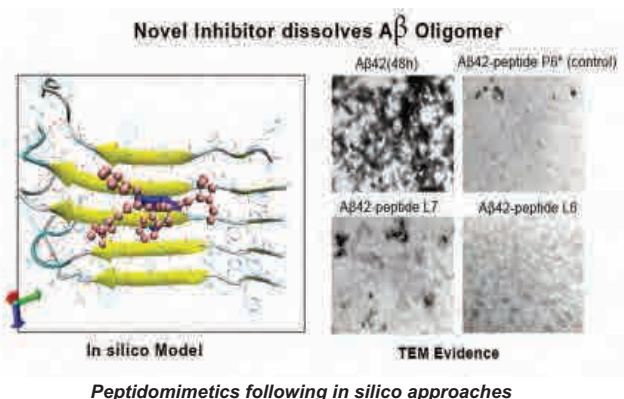 Novel Inhibitor dissolves Aβ Oligomer
Aβ42(48h)
Aβ42-peptide P6* (control)
Aβ42-peptide L7
Aβ42-peptide L6
In silico Model
TEM Evidence
Peptidomimetics following in silico approaches